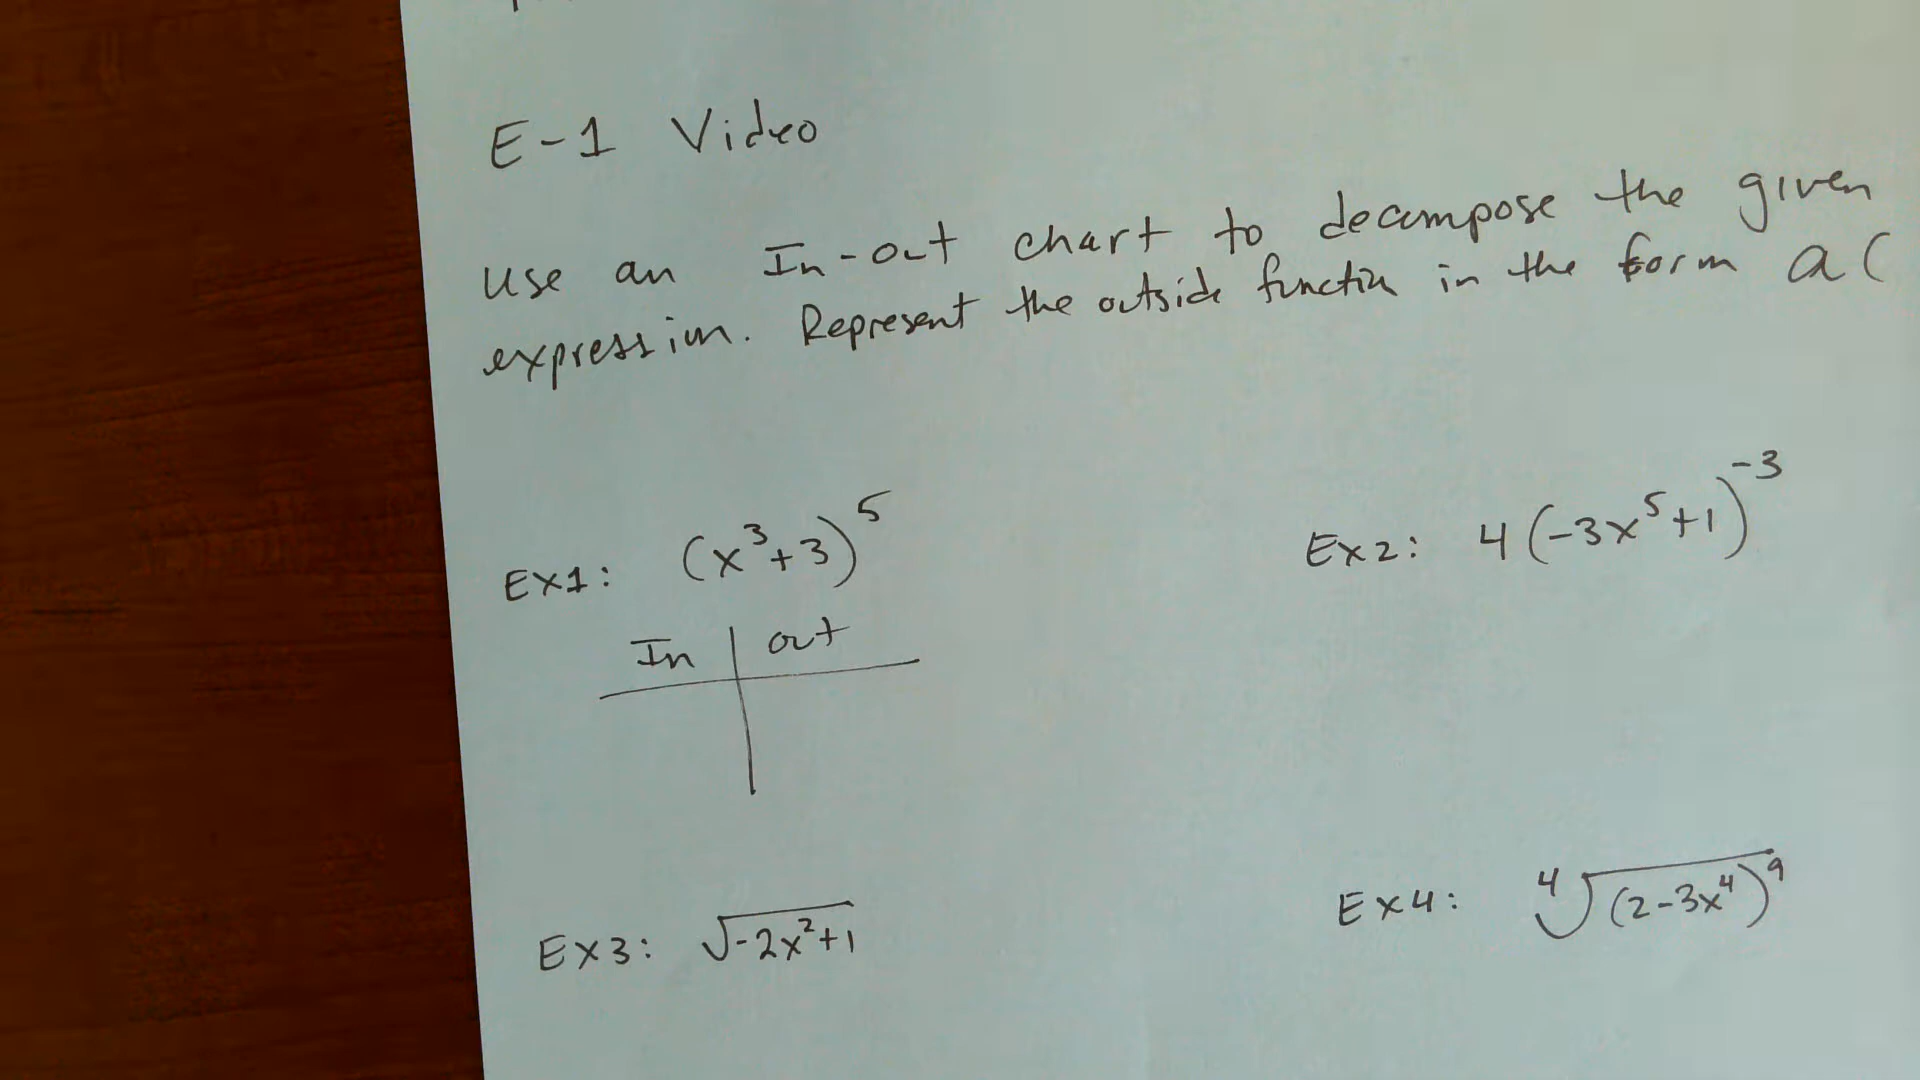 E-1 Video
Use an In-out chart to decompose the given
expression. Represent the outside function in the form a(
Ex1: (x³+3)⁵
Ex2: 4(-3x⁵+1)⁻³
In | out
Ex3: √-2x²+1
Ex4: ⁴√(2-3x⁴)⁹